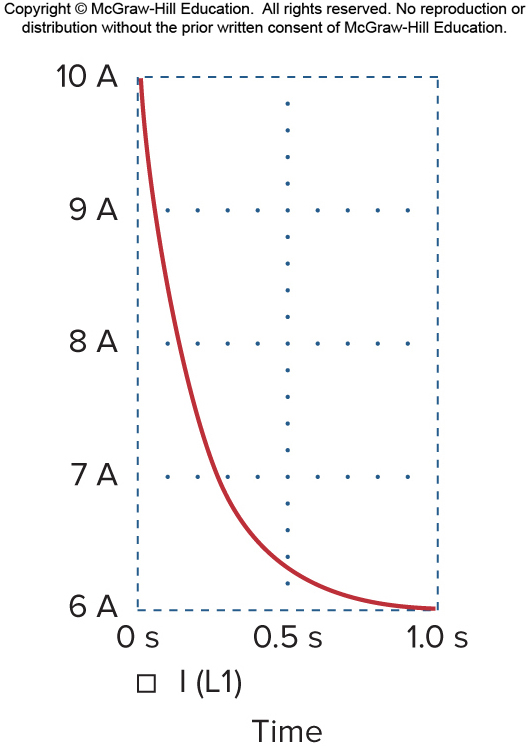 Copyright © McGraw-Hill Education. All rights reserved. No reproduction or
distribution without the prior written consent of McGraw-Hill Education.
10 A
9 A
8 A
7 A
6 A
0 s 0.5 s 1.0 s
I (L1)
Time